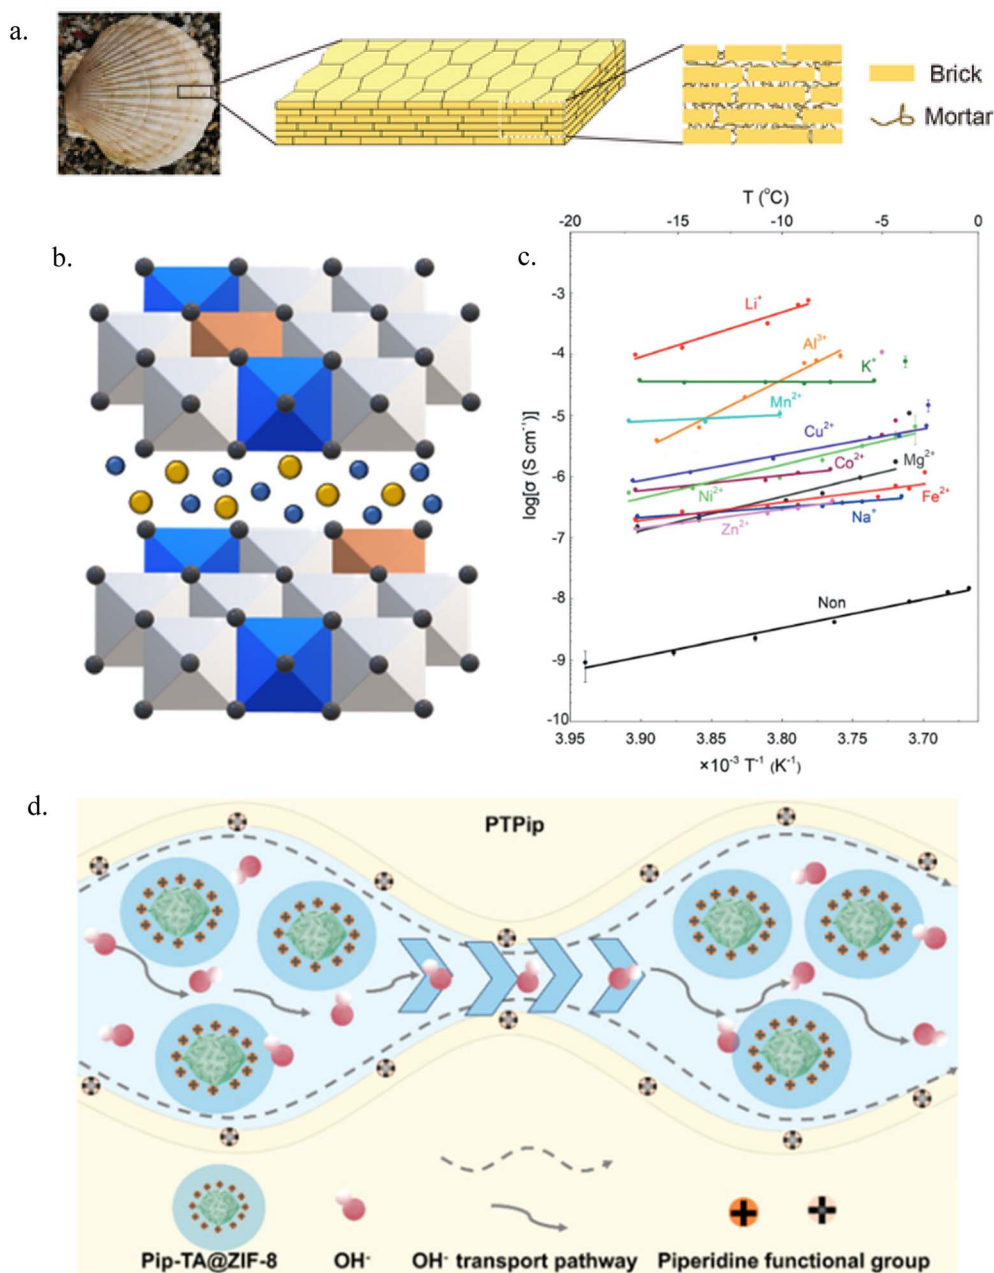 a.
Brick
Mortar
b.
c.
T (°C)
-20 -15 -10 -5 0
log[σ (S cm⁻¹)]
-3
-4
-5
-6
-7
-8
-9
-10
Li⁺
Al³⁺
K⁺
Mn²⁺
Cu²⁺
Co²⁺
Mg²⁺
Ni²⁺
Fe²⁺
Zn²⁺
Na⁺
Non
3.95 3.90 3.85 3.80 3.75 3.70
×10⁻³ T⁻¹ (K⁻¹)
d.
PTPip
Pip-TA@ZIF-8 OH⁻ OH⁻ transport pathway Piperidine functional group